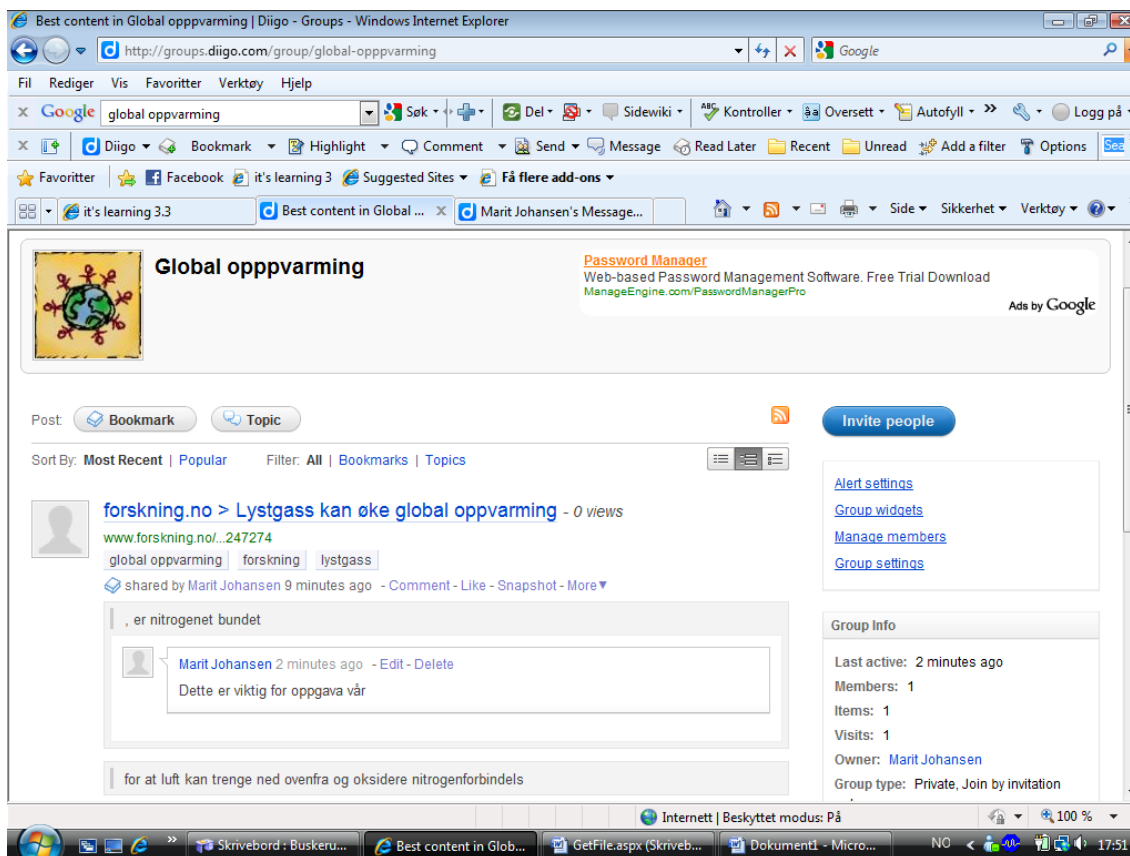 Best content in Global opppvarming | Diigo - Groups - Windows Internet Explorer
http://groups.diigo.com/group/global-opppvarming
Google
Fil Rediger Vis Favoritter Verktøy Hjelp
x Google global oppvarming Søk Del Sidewiki Kontroller Oversett Autofyll » Logg på
x Diigo Bookmark Highlight Comment Send Message Read Later Recent Unread Add a filter Options Sea
Favoritter Facebook it's learning 3 Suggested Sites Få flere add-ons
it's learning 3.3 Best content in Global ... x Marit Johansen's Message... Side Sikkerhet Verktøy
Global opppvarming
Password Manager
Web-based Password Management Software. Free Trial Download
ManageEngine.com/PasswordManagerPro
Ads by Google
Post: Bookmark Topic
Invite people
Sort By: Most Recent | Popular Filter: All | Bookmarks | Topics
forskning.no > Lystgass kan øke global oppvarming - 0 views
www.forskning.no/...247274
global oppvarming forskning lystgass
shared by Marit Johansen 9 minutes ago - Comment - Like - Snapshot - More▼
, er nitrogenet bundet
Marit Johansen 2 minutes ago - Edit - Delete
Dette er viktig for oppgava vår
for at luft kan trenge ned ovenfra og oksidere nitrogenforbindels
Alert settings
Group widgets
Manage members
Group settings
Group Info
Last active: 2 minutes ago
Members: 1
Items: 1
Visits: 1
Owner: Marit Johansen
Group type: Private, Join by invitation
Internett | Beskyttet modus: På 100 %
» Skrivebord : Buskeru... Best content in Glob... GetFile.aspx (Skriveb... Dokument1 - Micro... NO < 17:51